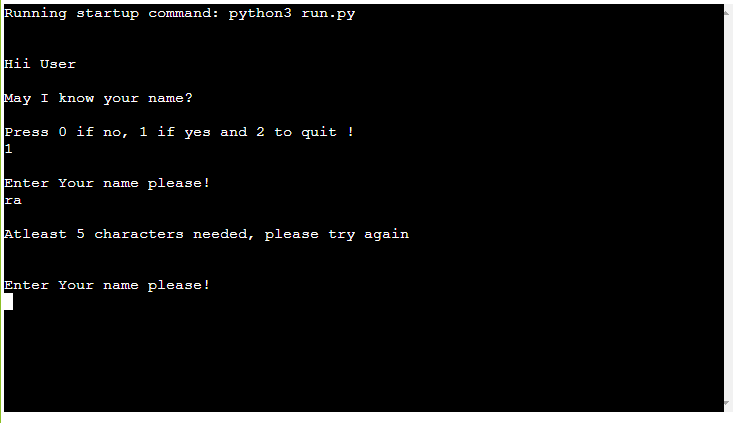 Running startup command: python3 run.py
Hii User
May I know your name?
Press 0 if no, 1 if yes and 2 to quit !
1
Enter Your name please!
ra
Atleast 5 characters needed, please try again
Enter Your name please!